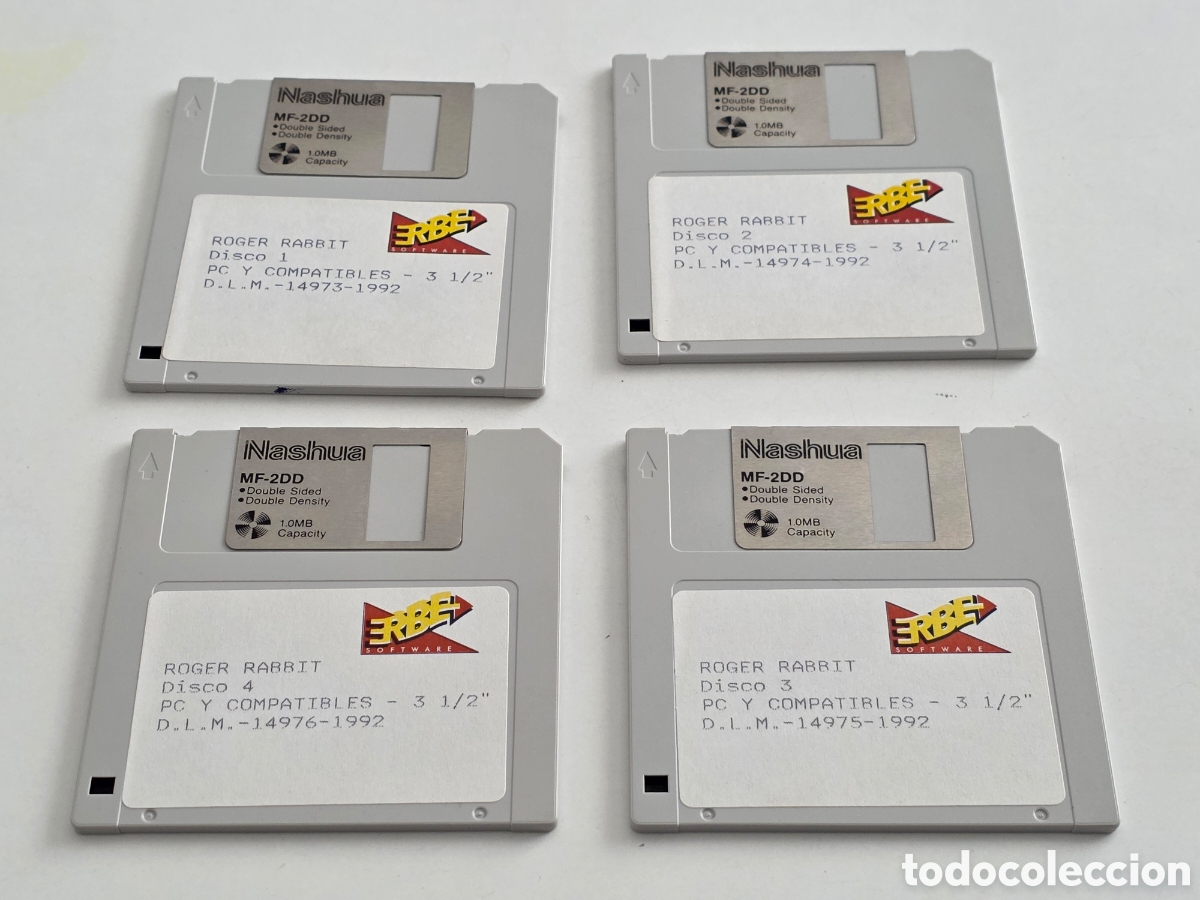 Nashua
MF-2DD
•Double Sided
•Double Density
1.0MB
Capacity
ERBE
SOFTWARE
ROGER RABBIT
Disco 1
PC Y COMPATIBLES - 3 1/2"
D.L.M.-14973-1992
Nashua
MF-2DD
•Double Sided
•Double Density
1.0MB
Capacity
ERBE
SOFTWARE
ROGER RABBIT
Disco 2
PC Y COMPATIBLES - 3 1/2"
D.L.M.-14974-1992
Nashua
MF-2DD
•Double Sided
•Double Density
1.0MB
Capacity
ERBE
SOFTWARE
ROGER RABBIT
Disco 4
PC Y COMPATIBLES - 3 1/2"
D.L.M.-14976-1992
Nashua
MF-2DD
•Double Sided
•Double Density
1.0MB
Capacity
ERBE
SOFTWARE
ROGER RABBIT
Disco 3
PC Y COMPATIBLES - 3 1/2"
D.L.M.-14975-1992
todocoleccion